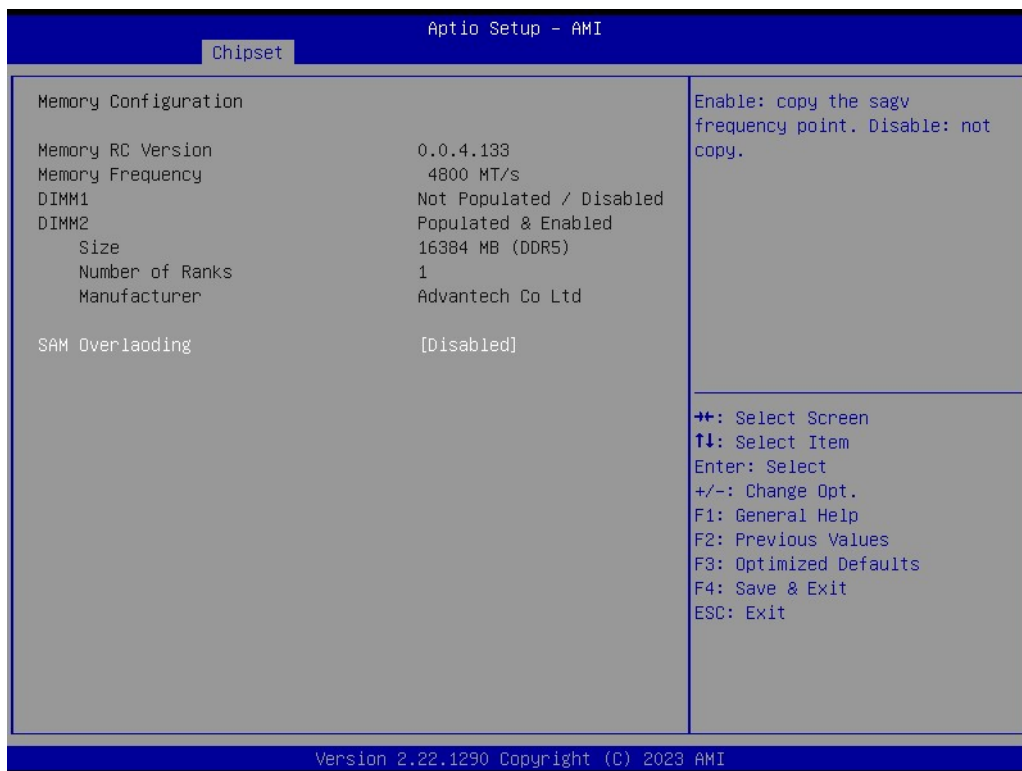 Aptio Setup - AMI
Chipset
Memory Configuration
Memory RC Version 0.0.4.133
Memory Frequency 4800 MT/s
DIMM1 Not Populated / Disabled
DIMM2 Populated & Enabled
Size 16384 MB (DDR5)
Number of Ranks 1
Manufacturer Advantech Co Ltd
SAM Overlaoding [Disabled]
Enable: copy the sagv
frequency point. Disable: not
copy.
→←: Select Screen
↑↓: Select Item
Enter: Select
+/-: Change Opt.
F1: General Help
F2: Previous Values
F3: Optimized Defaults
F4: Save & Exit
ESC: Exit
Version 2.22.1290 Copyright (C) 2023 AMI